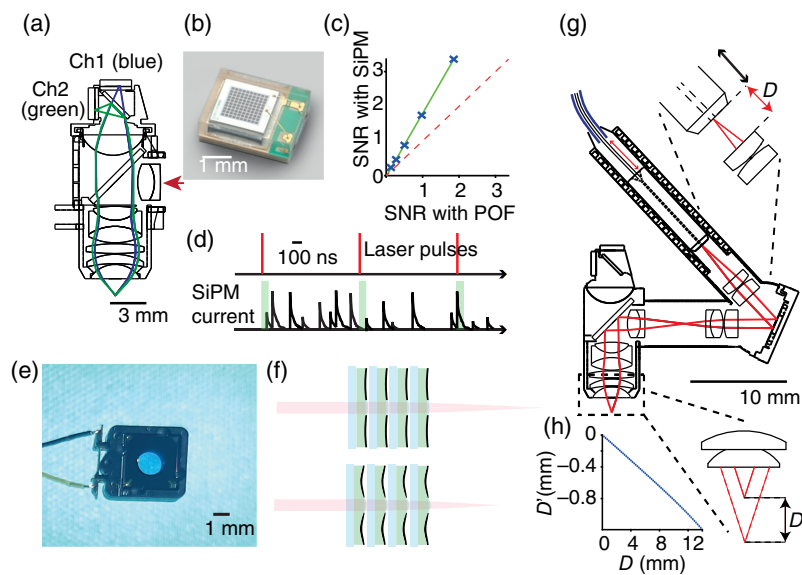 (a)
Ch1 (blue)
Ch2
(green)
3 mm
(b)
1 mm
(c)
SNR with SiPM
3
2
1
0
0 1 2 3
SNR with POF
(d)
100 ns
Laser pulses
SiPM
current
(e)
1 mm
(f)
(g)
D
10 mm
(h)
D' (mm)
0
−0.4
−0.8
0 4 8 12
D (mm)
D'